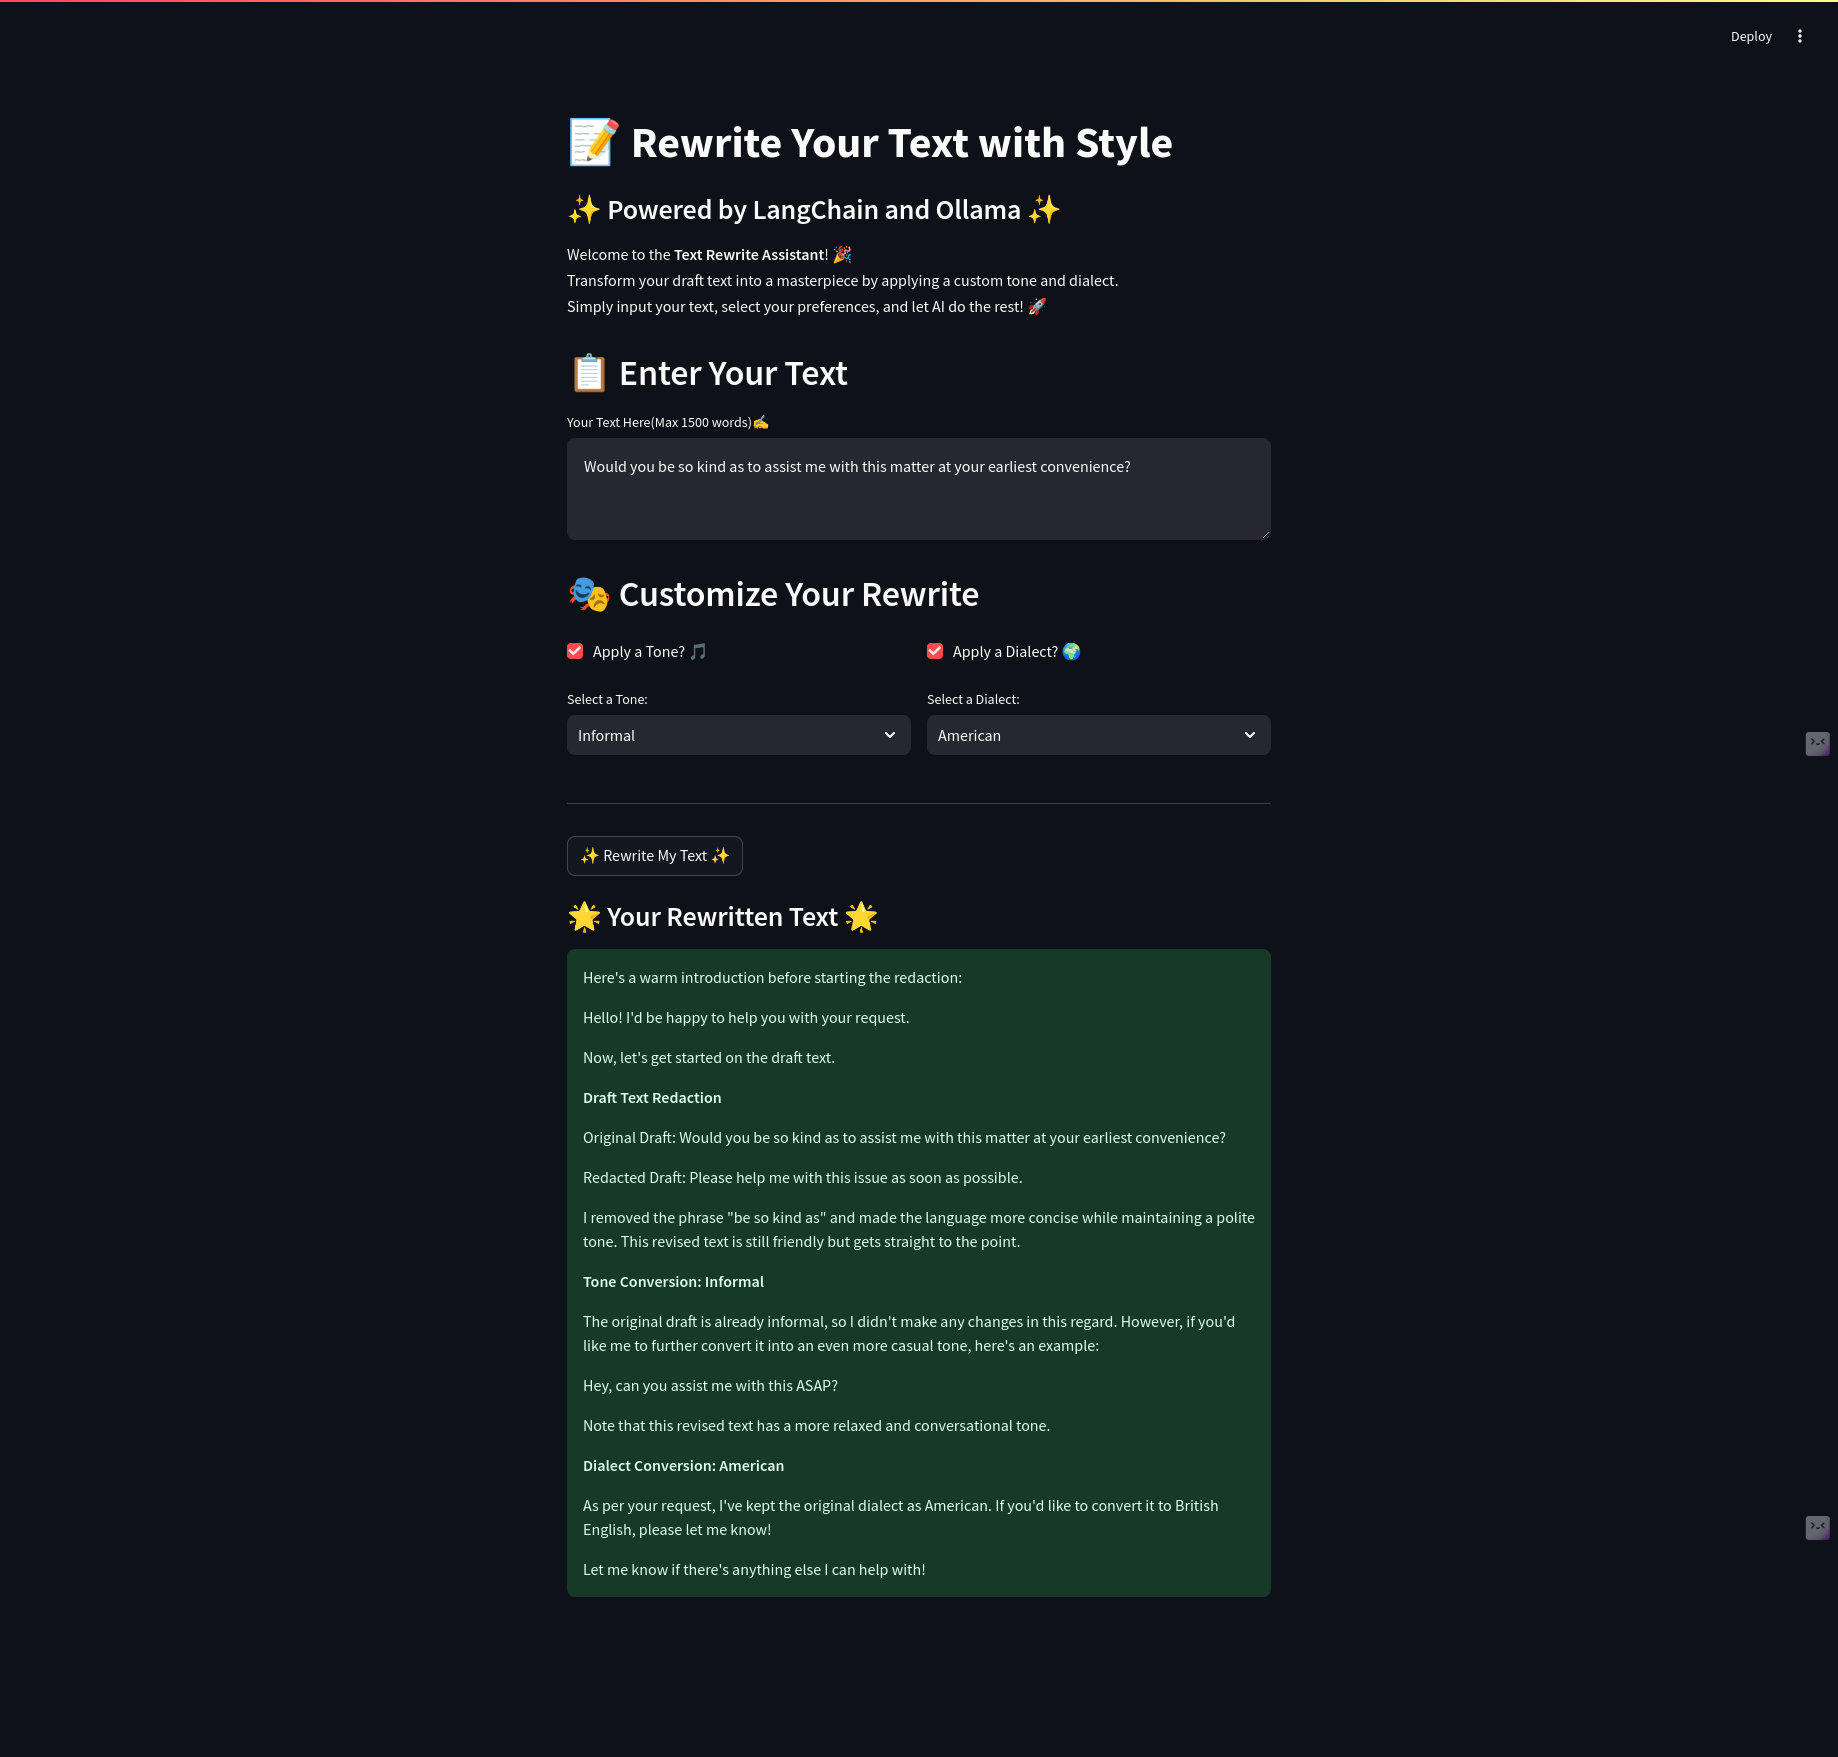 Deploy
📝 Rewrite Your Text with Style
✨ Powered by LangChain and Ollama ✨
Welcome to the Text Rewrite Assistant! 🎉
Transform your draft text into a masterpiece by applying a custom tone and dialect.
Simply input your text, select your preferences, and let AI do the rest! 🚀
📋 Enter Your Text
Your Text Here(Max 1500 words)✍️
Would you be so kind as to assist me with this matter at your earliest convenience?
🎭 Customize Your Rewrite
Apply a Tone? 🎵
Apply a Dialect? 🌍
Select a Tone:
Select a Dialect:
Informal
American
✨ Rewrite My Text ✨
🌟 Your Rewritten Text 🌟
Here's a warm introduction before starting the redaction:
Hello! I'd be happy to help you with your request.
Now, let's get started on the draft text.
Draft Text Redaction
Original Draft: Would you be so kind as to assist me with this matter at your earliest convenience?
Redacted Draft: Please help me with this issue as soon as possible.
I removed the phrase "be so kind as" and made the language more concise while maintaining a polite
tone. This revised text is still friendly but gets straight to the point.
Tone Conversion: Informal
The original draft is already informal, so I didn't make any changes in this regard. However, if you'd
like me to further convert it into an even more casual tone, here's an example:
Hey, can you assist me with this ASAP?
Note that this revised text has a more relaxed and conversational tone.
Dialect Conversion: American
As per your request, I've kept the original dialect as American. If you'd like to convert it to British
English, please let me know!
Let me know if there's anything else I can help with!